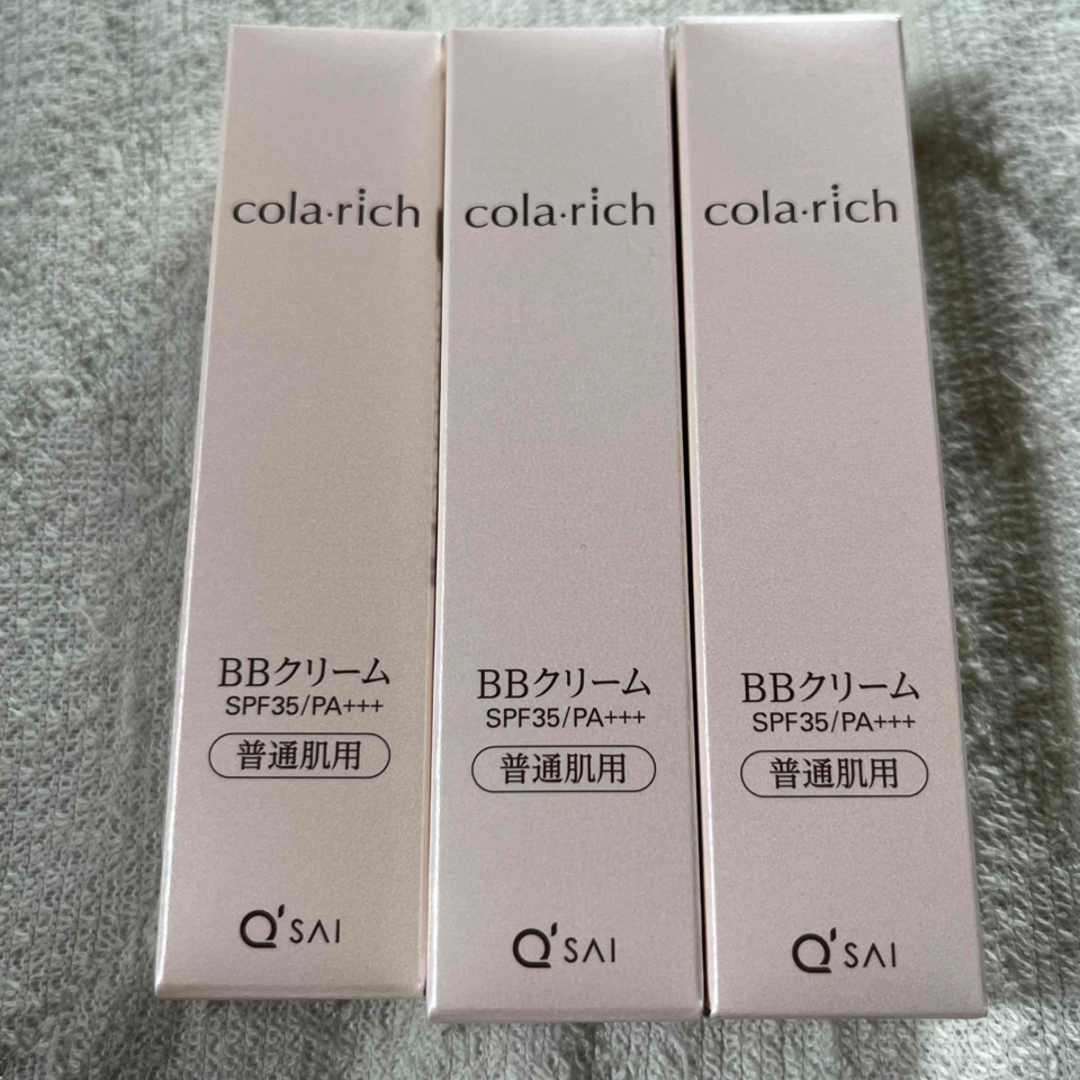 cola·rich
BBクリーム
SPF35/PA+++
普通肌用
Q'SAI
cola·rich
BBクリーム
SPF35/PA+++
普通肌用
Q'SAI
cola·rich
BBクリーム
SPF35/PA+++
普通肌用
Q'SAI